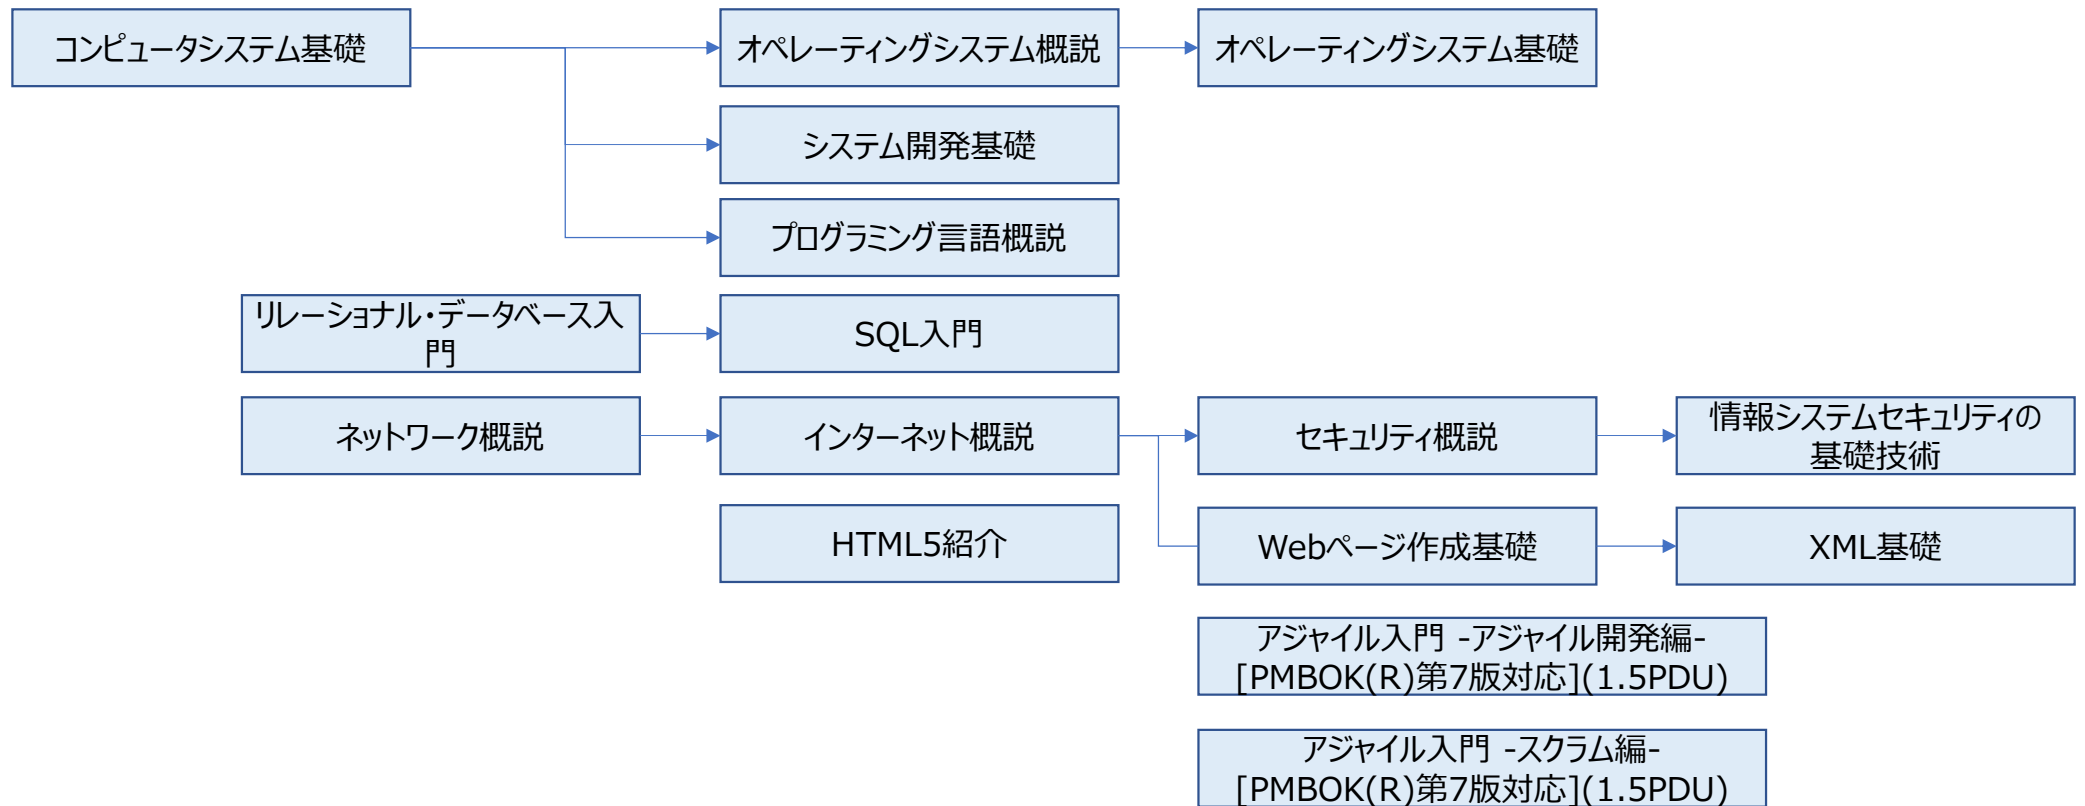 コンピュータシステム基礎
オペレーティングシステム概説
オペレーティングシステム基礎
システム開発基礎
プログラミング言語概説
リレーショナル・データベース入
門
SQL入門
ネットワーク概説
インターネット概説
セキュリティ概説
情報システムセキュリティの
基礎技術
HTML5紹介
Webページ作成基礎
XML基礎
アジャイル入門 -アジャイル開発編-
[PMBOK(R)第7版対応](1.5PDU)
アジャイル入門 -スクラム編-
[PMBOK(R)第7版対応](1.5PDU)